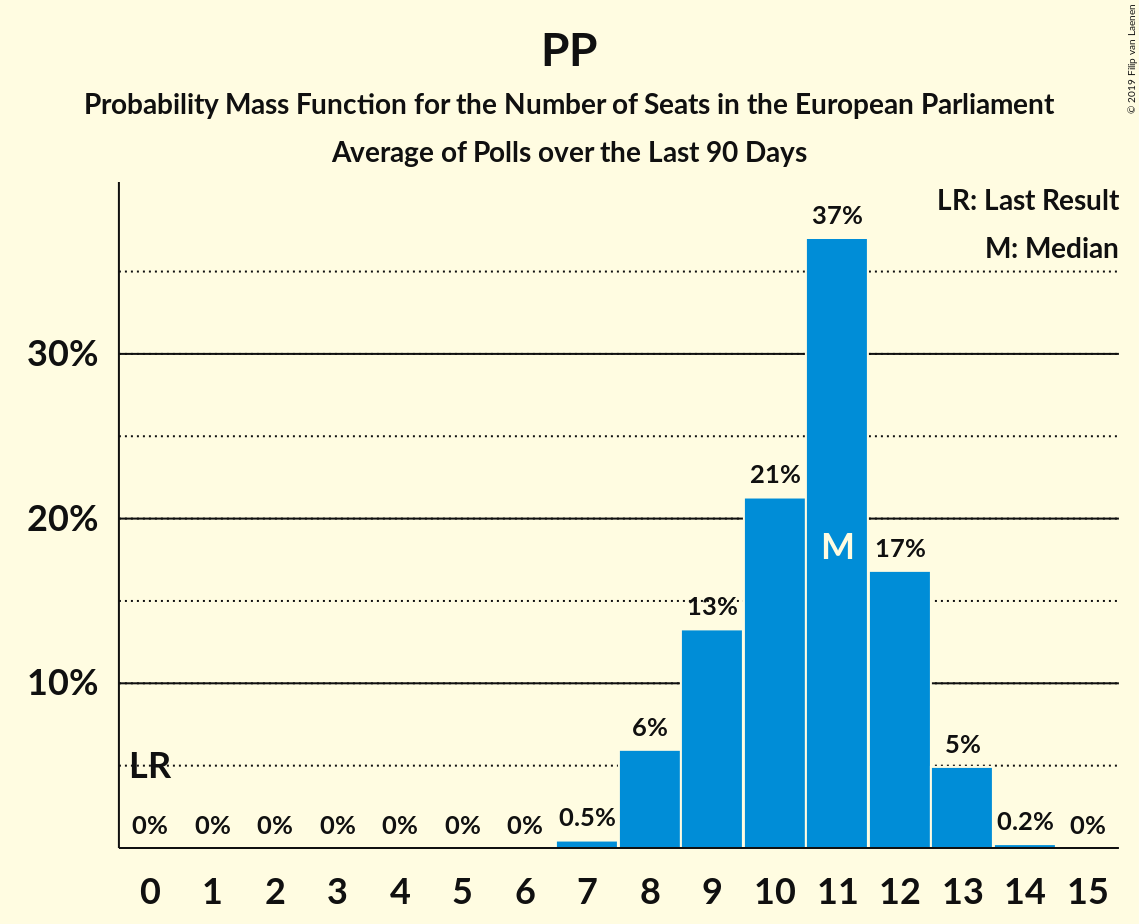 PP
Probability Mass Function for the Number of Seats in the European Parliament
Average of Polls over the Last 90 Days
© 2019 Filip van Laenen
LR: Last Result
M: Median
37%
30%
21%
20%
M
17%
13%
10%
6%
5%
LR
0% 0% 0% 0% 0% 0% 0% 0.5% 0.2% 0%
0 1 2 3 4 5 6 7 8 9 10 11 12 13 14 15